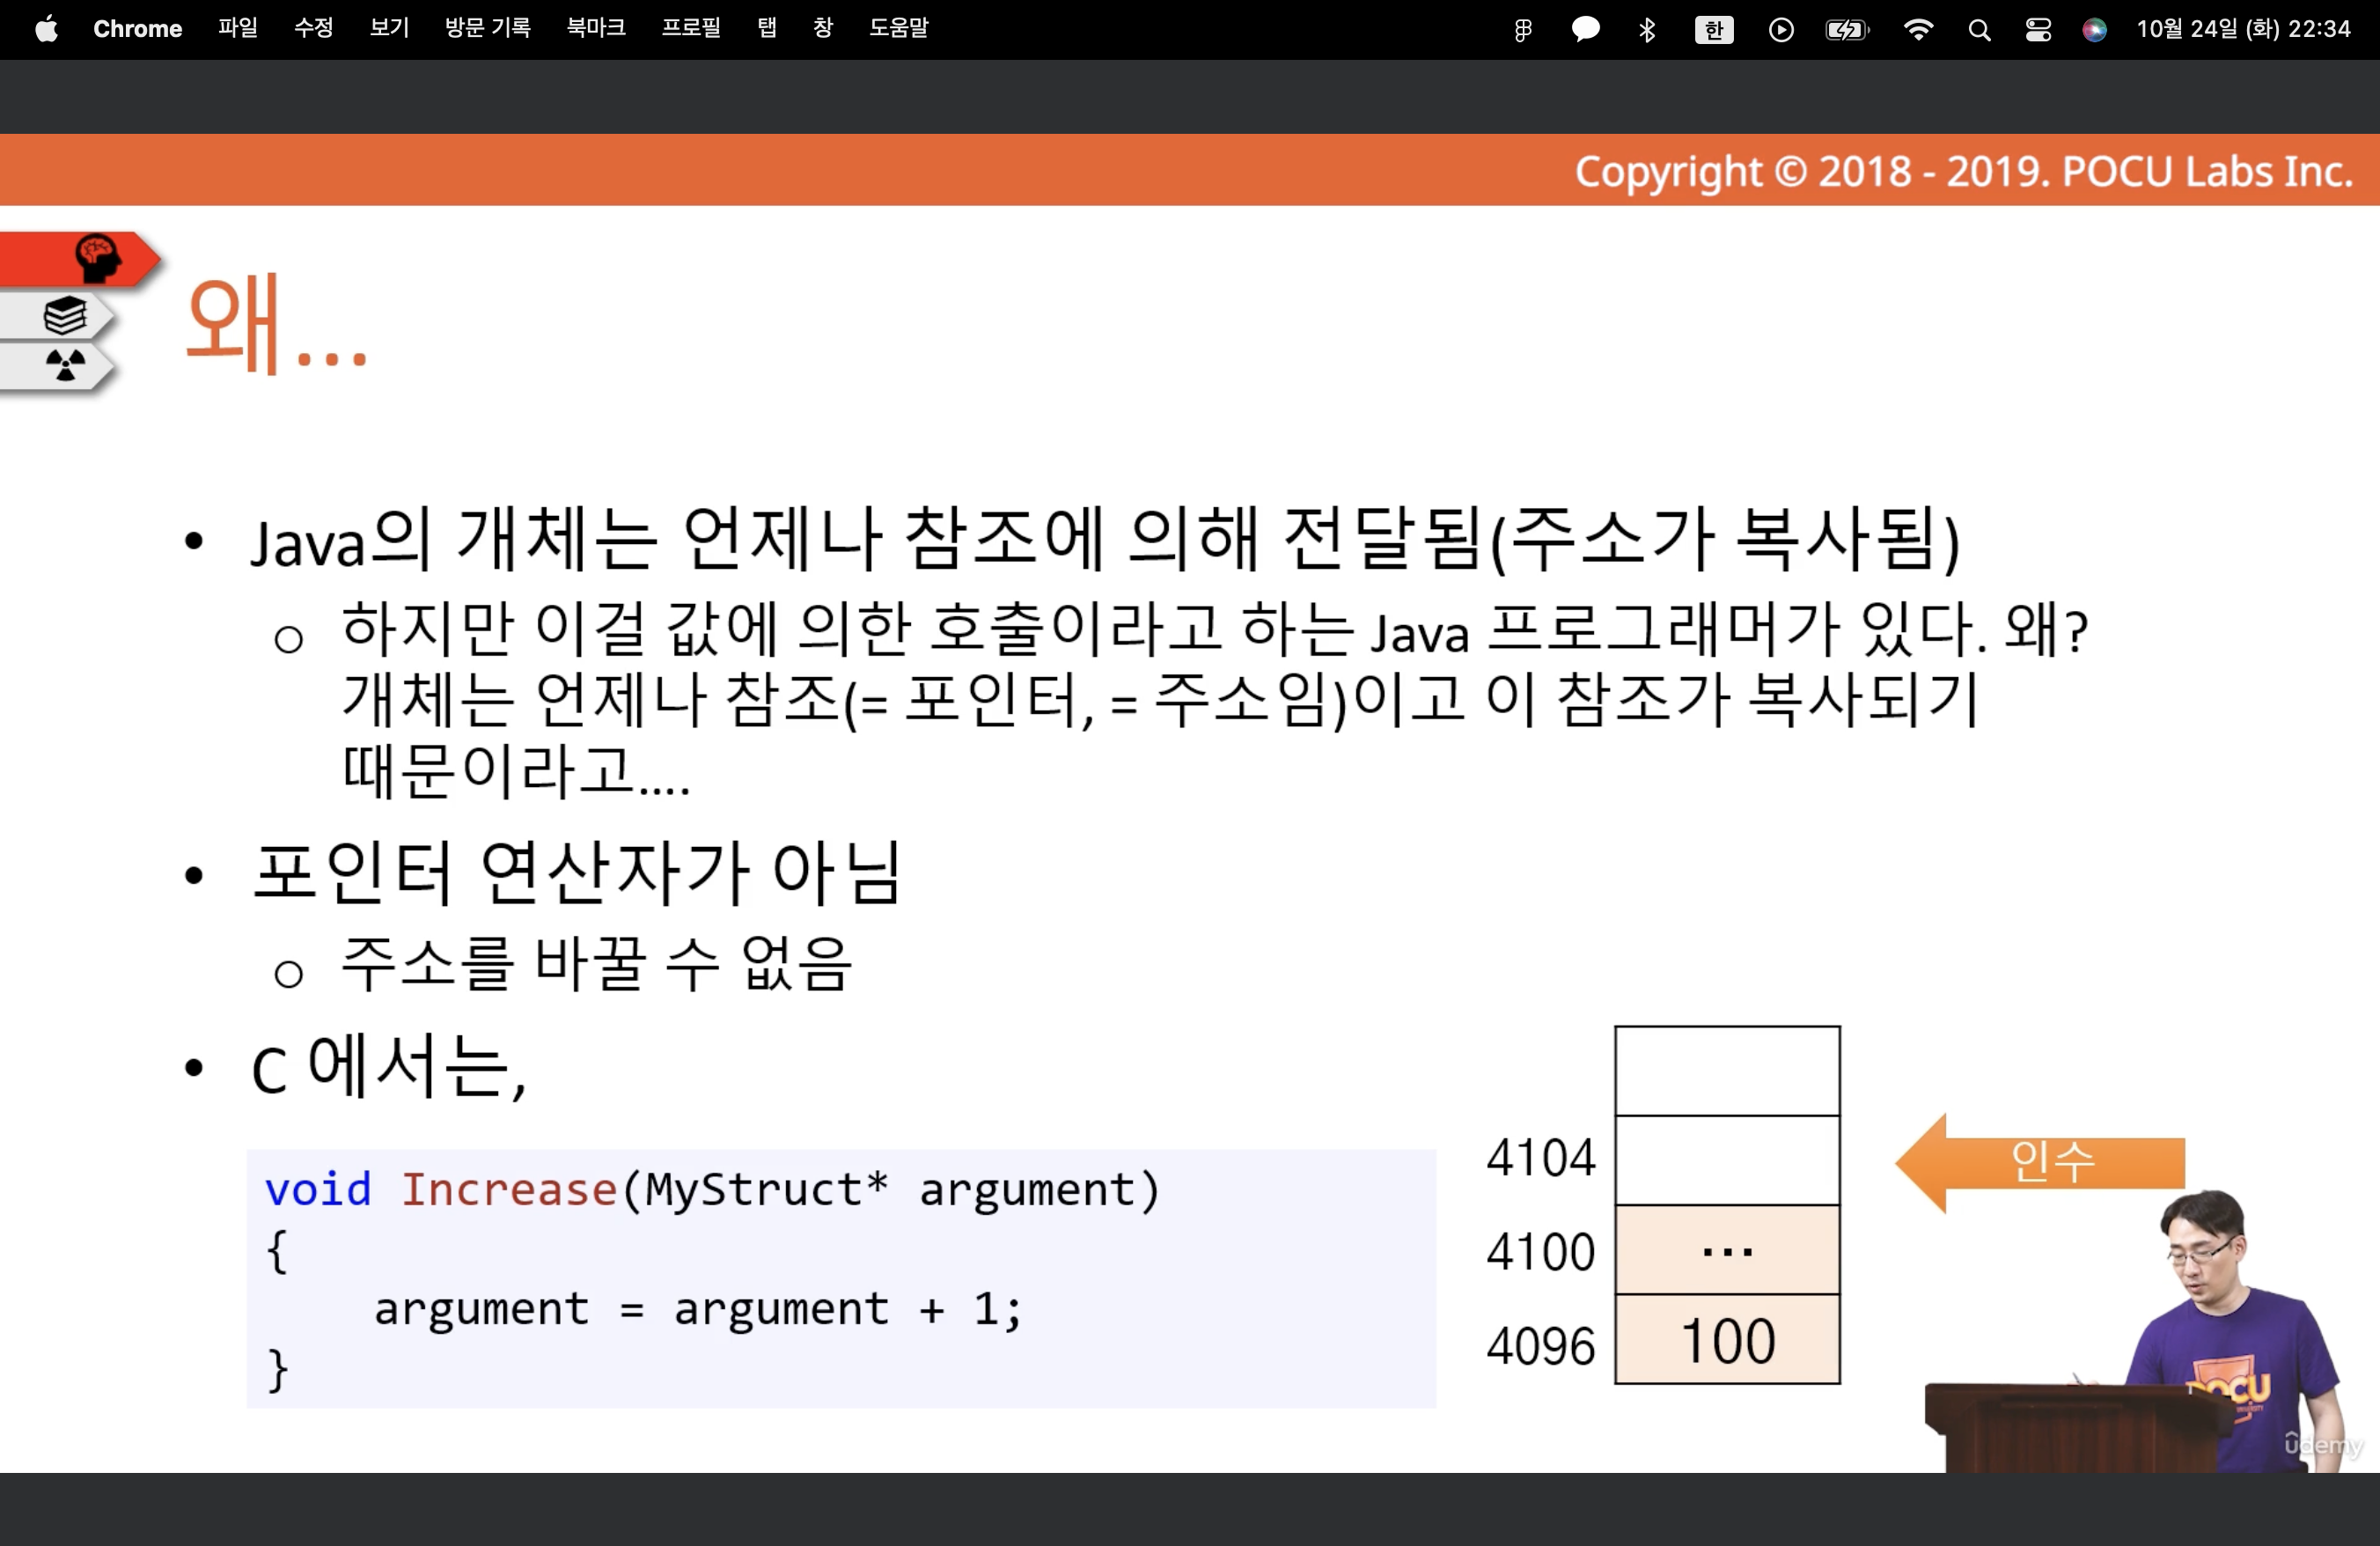 Chrome 파일 수정 보기 방문 기록 북마크 프로필 탭 창 도움말 한 10월 24일 (화) 22:34
Copyright © 2018 - 2019. POCU Labs Inc.
왜...
• Java의 개체는 언제나 참조에 의해 전달됨(주소가 복사됨)
○ 하지만 이걸 값에 의한 호출이라고 하는 Java 프로그래머가 있다. 왜?
개체는 언제나 참조(= 포인터, = 주소임)이고 이 참조가 복사되기
때문이라고....
• 포인터 연산자가 아님
○ 주소를 바꿀 수 없음
• C 에서는,
void Increase(MyStruct* argument)
{
argument = argument + 1;
}
4104
인수
4100 ...
4096 100
POCU
udemy